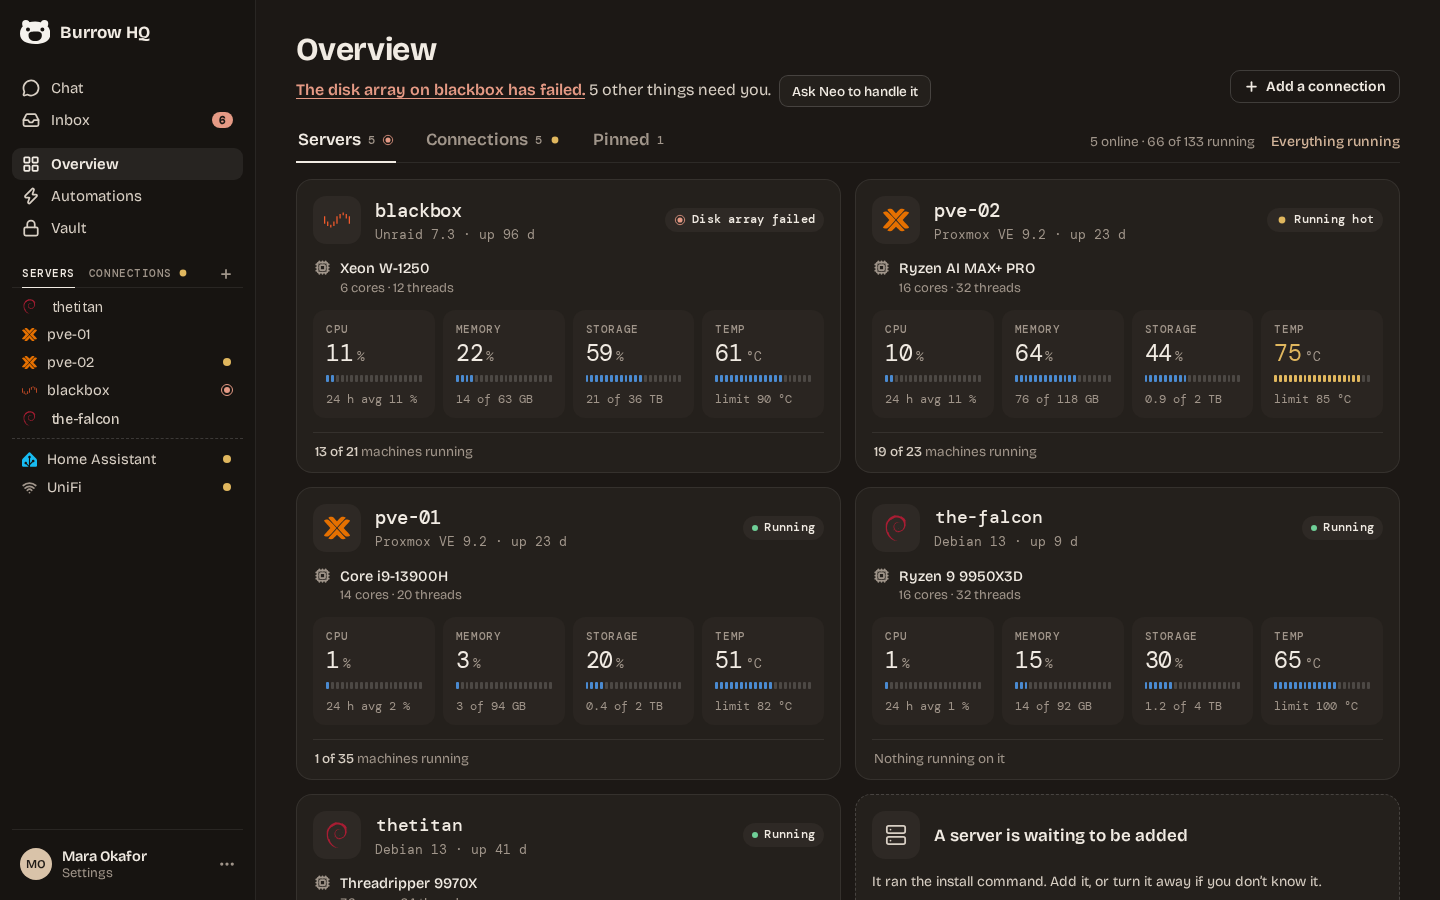 Burrow HQ
Chat
Inbox
6
Overview
Automations
Vault
SERVERS CONNECTIONS
thetitan
pve-01
pve-02
blackbox
the-falcon
Home Assistant
UniFi
MO
Mara Okafor
Settings
Overview
The disk array on blackbox has failed. 5 other things need you.
Ask Neo to handle it
Add a connection
Servers 5
Connections 5
Pinned 1
5 online · 66 of 133 running
Everything running
blackbox
Unraid 7.3 · up 96 d
Disk array failed
Xeon W-1250
6 cores · 12 threads
CPU
11 %
24 h avg 11 %
MEMORY
22 %
14 of 63 GB
STORAGE
59 %
21 of 36 TB
TEMP
61 °C
limit 90 °C
13 of 21 machines running
pve-02
Proxmox VE 9.2 · up 23 d
Running hot
Ryzen AI MAX+ PRO
16 cores · 32 threads
CPU
10 %
24 h avg 11 %
MEMORY
64 %
76 of 118 GB
STORAGE
44 %
0.9 of 2 TB
TEMP
75 °C
limit 85 °C
19 of 23 machines running
pve-01
Proxmox VE 9.2 · up 23 d
Running
Core i9-13900H
14 cores · 20 threads
CPU
1 %
24 h avg 2 %
MEMORY
3 %
3 of 94 GB
STORAGE
20 %
0.4 of 2 TB
TEMP
51 °C
limit 82 °C
1 of 35 machines running
the-falcon
Debian 13 · up 9 d
Running
Ryzen 9 9950X3D
16 cores · 32 threads
CPU
1 %
24 h avg 1 %
MEMORY
15 %
14 of 92 GB
STORAGE
30 %
1.2 of 4 TB
TEMP
65 °C
limit 100 °C
Nothing running on it
thetitan
Debian 13 · up 41 d
Running
Threadripper 9970X
A server is waiting to be added
It ran the install command. Add it, or turn it away if you don't know it.